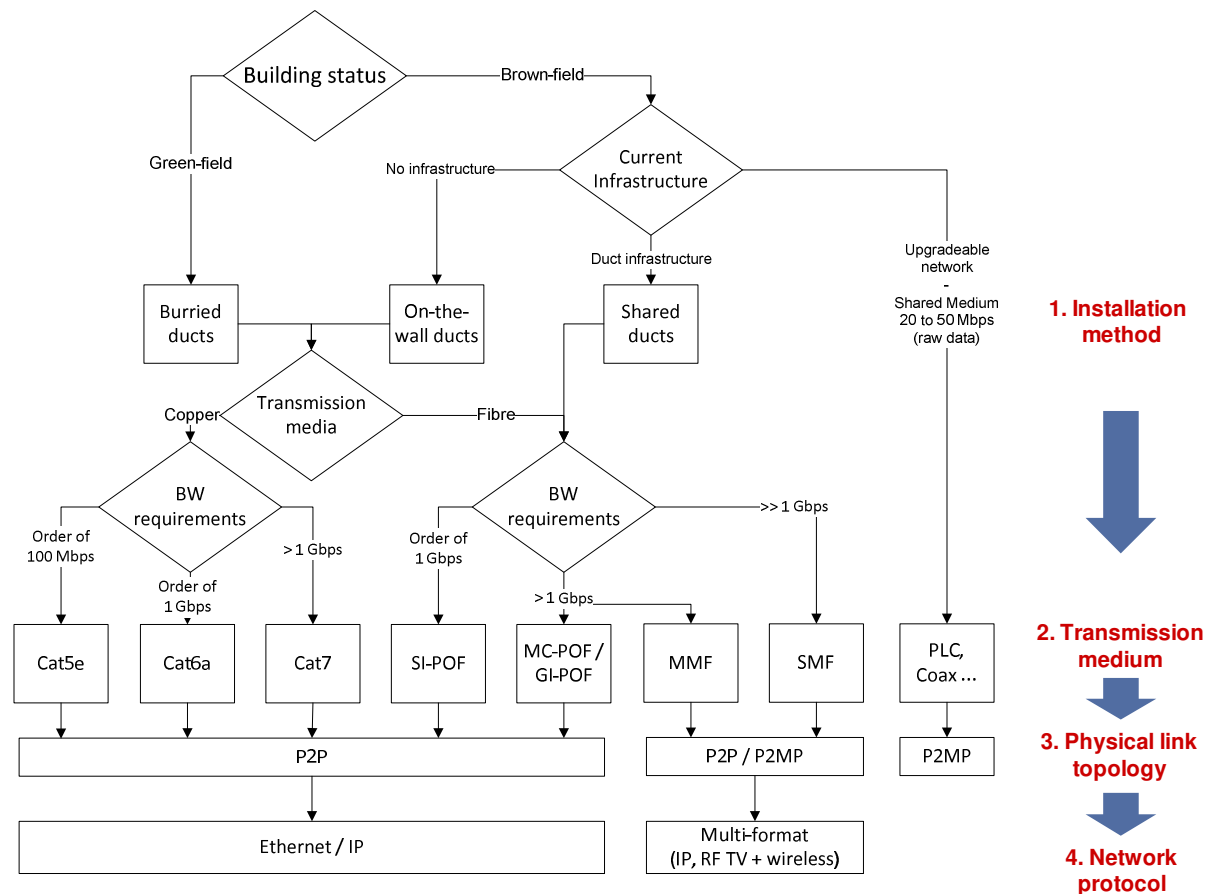 Building status
Brown-field
Green-field
No infrastructure
Current
Infrastructure
Duct infrastructure
Upgradeable
network
-
Shared Medium
20 to 50 Mbps
(raw data)
Burried
ducts
On-the-
wall ducts
Shared
ducts
1. Installation
method
Copper
Transmission
media
Fibre
BW
requirements
BW
requirements
Order of
100 Mbps
Order of
1 Gbps
>1 Gbps
Order of
1 Gbps
>1 Gbps
>>1 Gbps
Cat5e
Cat6a
Cat7
SI-POF
MC-POF /
GI-POF
MMF
SMF
PLC,
Coax ...
2. Transmission
medium
P2P
P2P / P2MP
P2MP
3. Physical link
topology
Ethernet / IP
Multi-format
(IP, RF TV + wireless)
4. Network
protocol